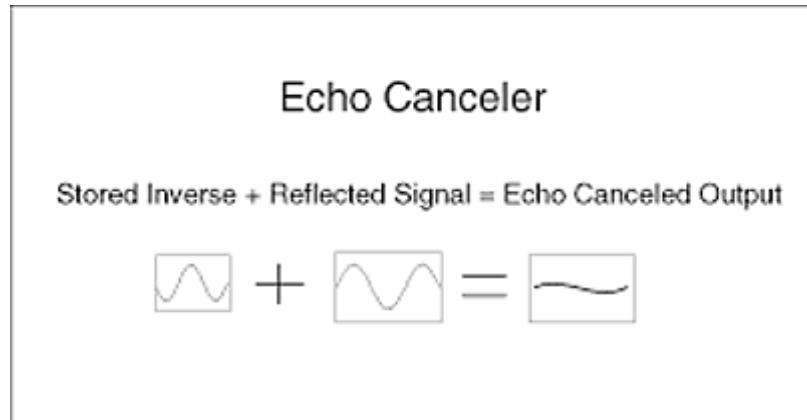 Echo Canceler
Stored Inverse + Reflected Signal = Echo Canceled Output
+ =